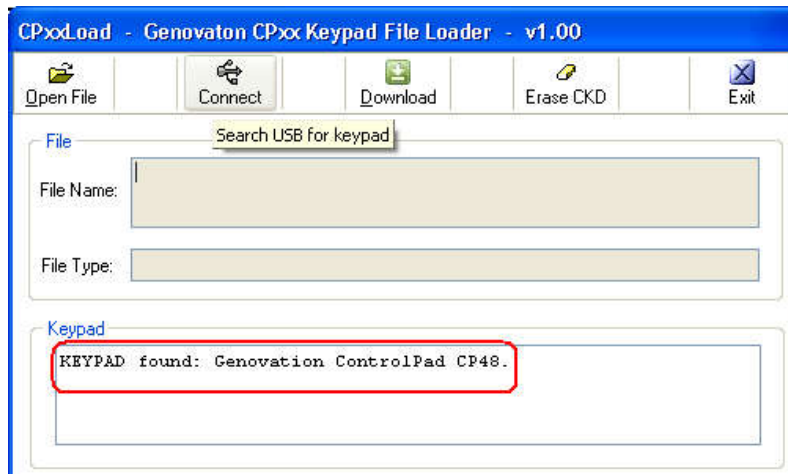 CPxxLoad - Genovaton CPxx Keypad File Loader - v1.00
Open File Connect Download Erase CKD Exit
Search USB for keypad
File
File Name:
File Type:
Keypad
KEYPAD found: Genovation ControlPad CP48.